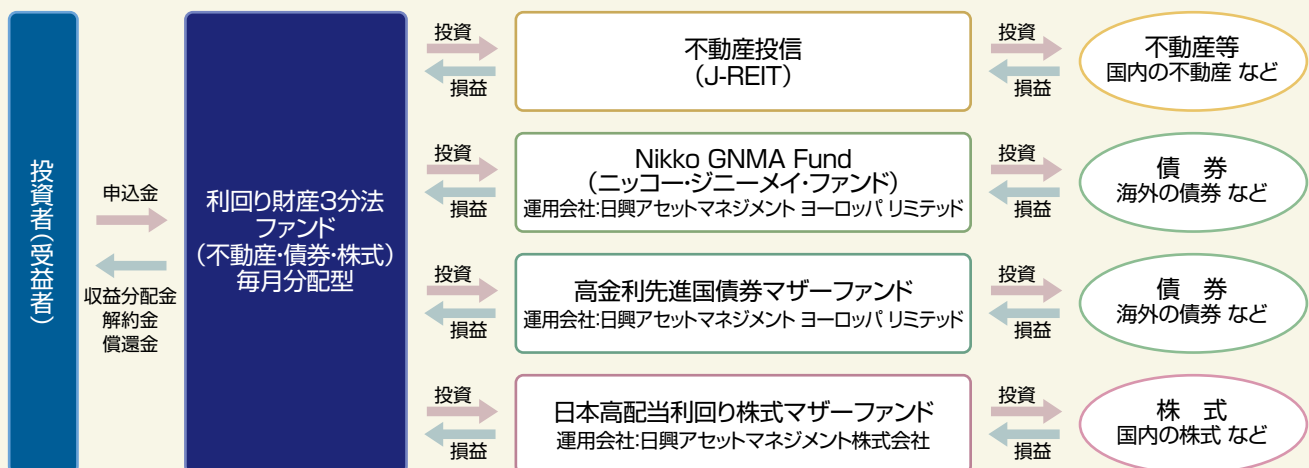 投資者(受益者)
申込金
収益分配金
解約金
償還金
利回り財産3分法
ファンド
(不動産・債券・株式)
毎月分配型
投資
損益
不動産投信
(J-REIT)
投資
損益
不動産等
国内の不動産 など
投資
損益
Nikko GNMA Fund
(ニッコー・ジニーメイ・ファンド)
運用会社:日興アセットマネジメント ヨーロッパ リミテッド
投資
損益
債 券
海外の債券 など
投資
損益
高金利先進国債券マザーファンド
運用会社:日興アセットマネジメント ヨーロッパ リミテッド
投資
損益
債 券
海外の債券 など
投資
損益
日本高配当利回り株式マザーファンド
運用会社:日興アセットマネジメント株式会社
投資
損益
株 式
国内の株式 など